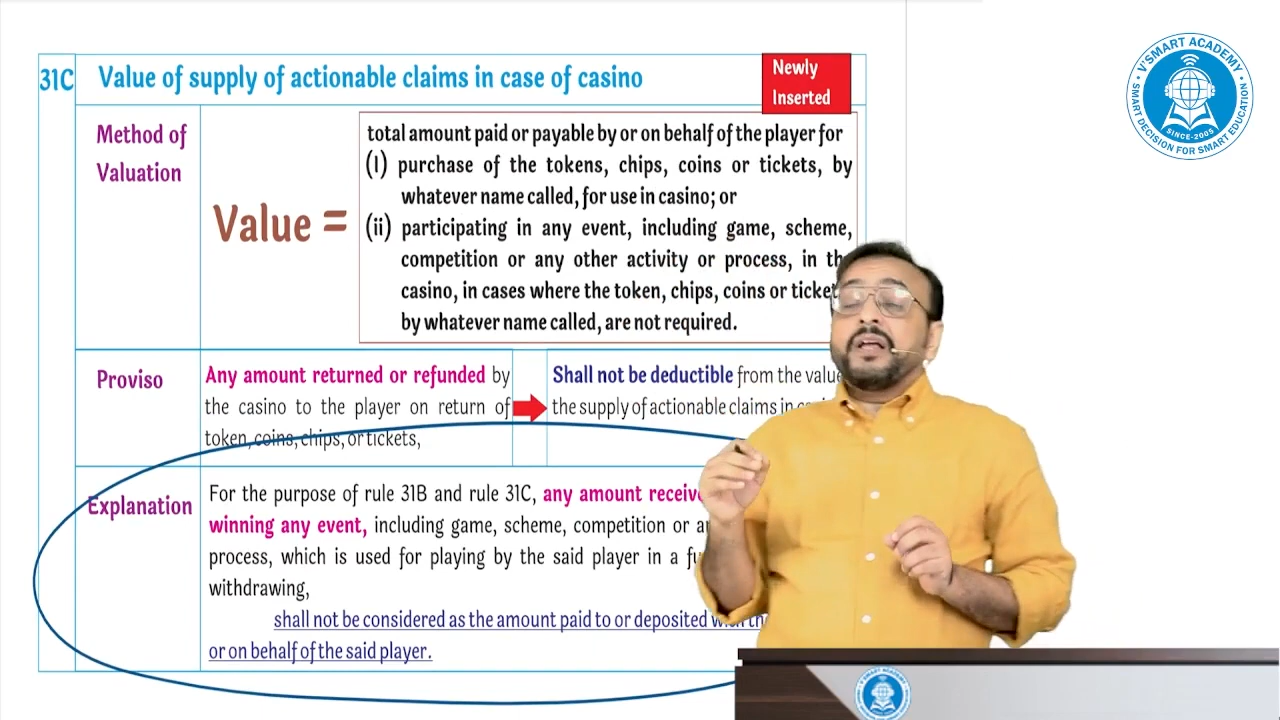 31C Value of supply of actionable claims in case of casino
Newly
Inserted
Method of
Valuation
Value =
total amount paid or payable by or on behalf of the player for
(I) purchase of the tokens, chips, coins or tickets, by
whatever name called, for use in casino; or
(ii) participating in any event, including game, scheme,
competition or any other activity or process, in
casino, in cases where the token, chips, coins or
by whatever name called, are not required.
Proviso
Any amount returned or refunded by
the casino to the player on return of
token, coins, chips, or tickets,
Shall not be deductible from the value
the supply of actionable claims in
Explanation
For the purpose of rule 31B and rule 31C, any amount
winning any event, including game, scheme, competition or
process, which is used for playing by the said player in a
withdrawing,
shall not be considered as the amount paid to or deposited
or on behalf of the said player.
V'SMART ACADEMY
SMART DECISION FOR SMART EDUCATION
SINCE-2005